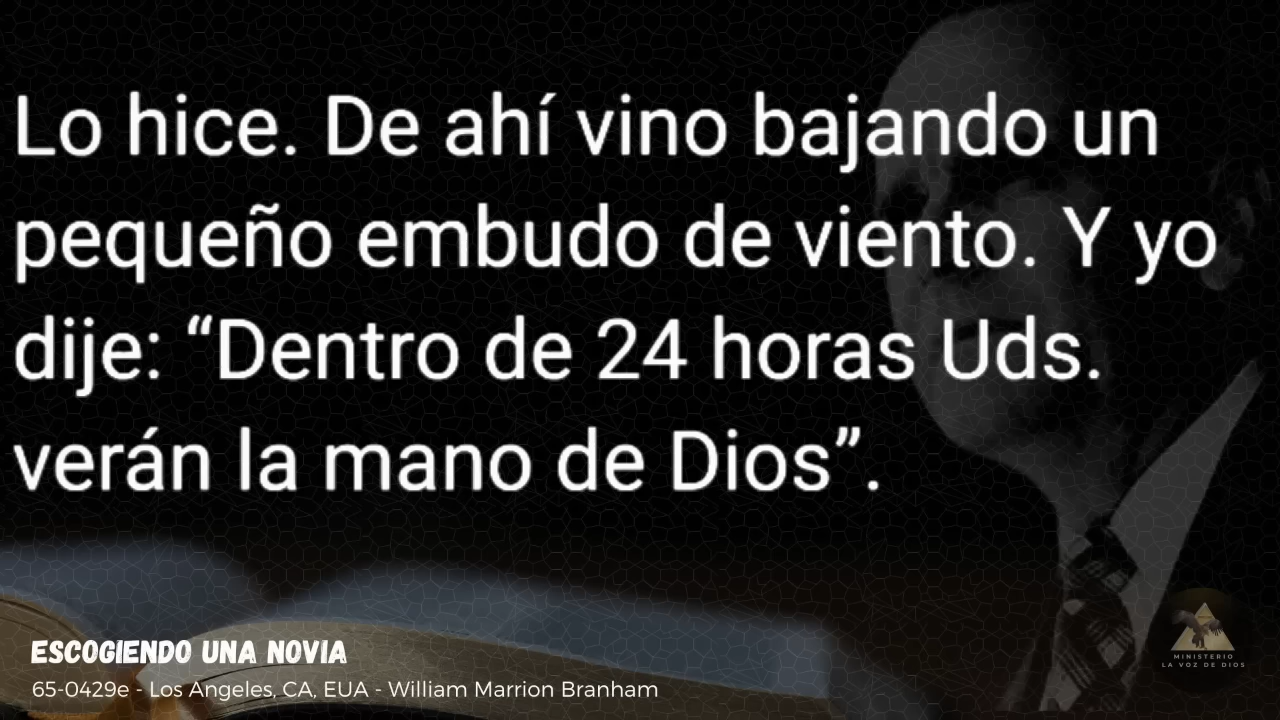 Lo hice. De ahí vino bajando un
pequeño embudo de viento. Y yo
dije: “Dentro de 24 horas Uds.
verán la mano de Dios”.
ESCOGIENDO UNA NOVIA
65-0429e - Los Angeles, CA, EUA - William Marrion Branham
MINISTERIO
LA VOZ DE DIOS